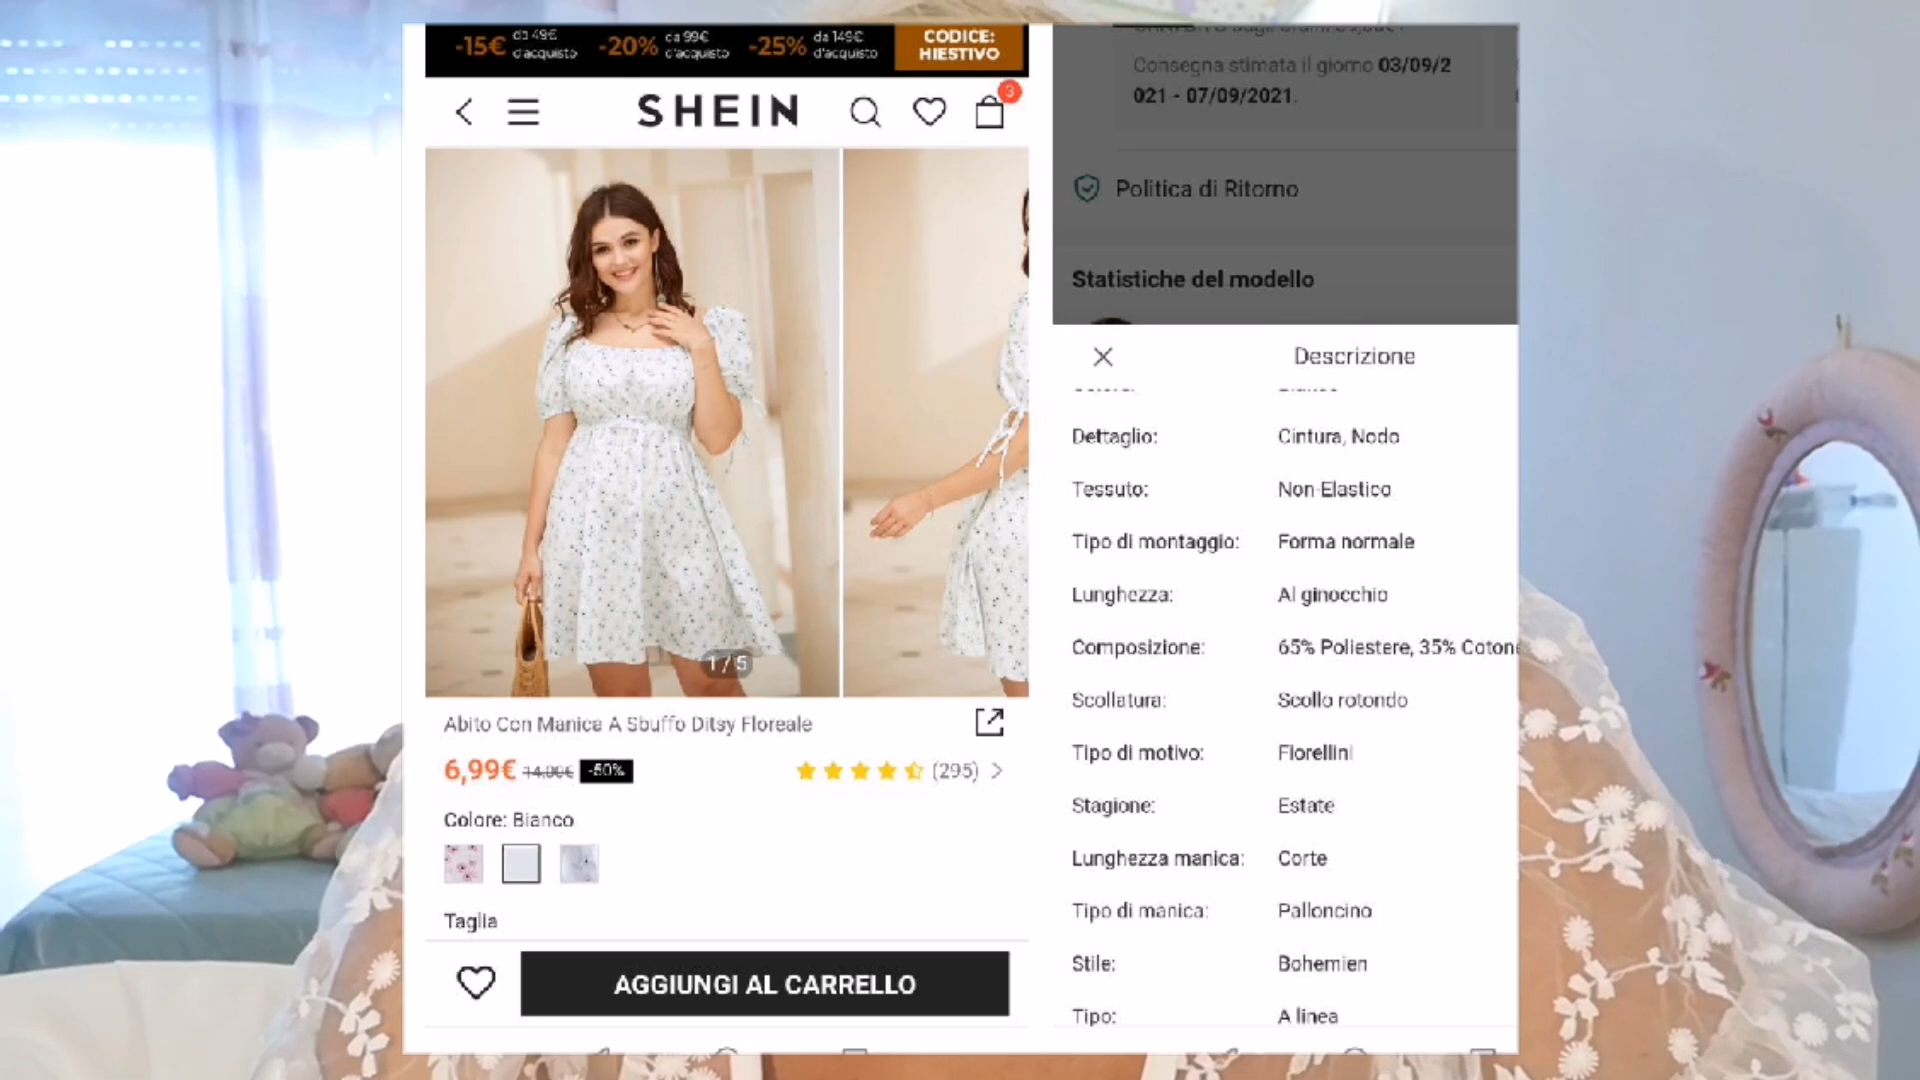 -15€ da 49€ d'acquisto -20% da 99€ d'acquisto -25% da 149€ d'acquisto CODICE: HIESTIVO
SHEIN
3
1 / 5
Abito Con Manica A Sbuffo Ditsy Floreale
6,99€ 14,00€ -50% (295)
Colore: Bianco
Taglia
AGGIUNGI AL CARRELLO
Consegna stimata il giorno 03/09/2
021 - 07/09/2021.
Politica di Ritorno
Statistiche del modello
Descrizione
Dettaglio: Cintura, Nodo
Tessuto: Non-Elastico
Tipo di montaggio: Forma normale
Lunghezza: Al ginocchio
Composizione: 65% Poliestere, 35% Cotone
Scollatura: Scollo rotondo
Tipo di motivo: Fiorellini
Stagione: Estate
Lunghezza manica: Corte
Tipo di manica: Palloncino
Stile: Bohemien
Tipo: A linea